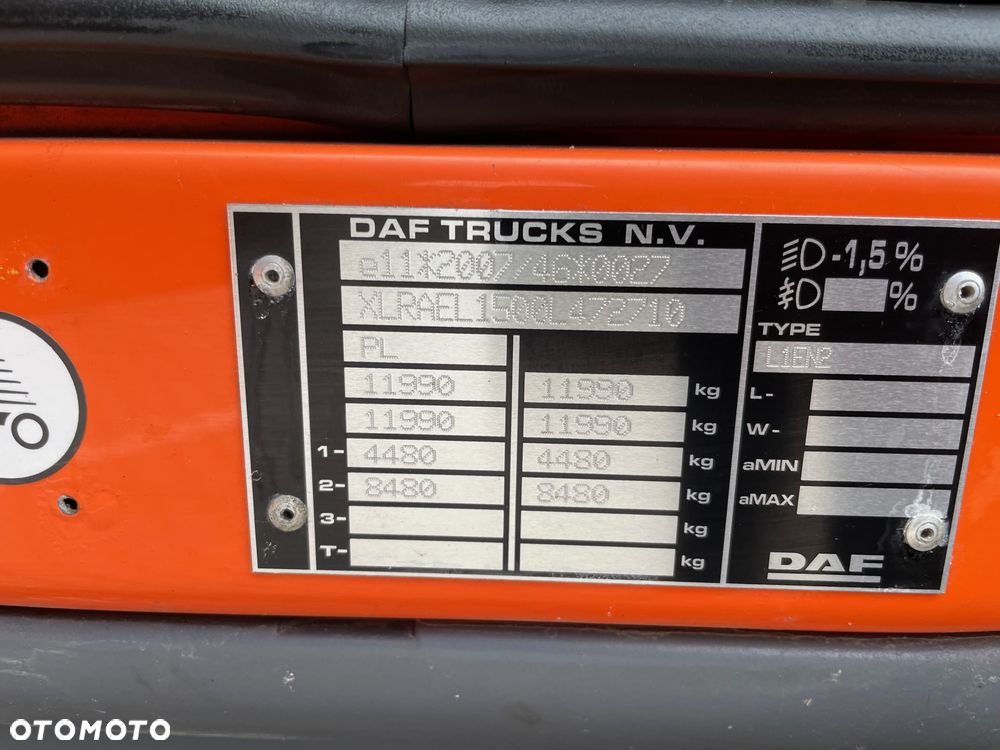 DAF TRUCKS N.V.
e11*2007/46*0027
XLRAEL1500L472710
PL
11990 11990 kg
11990 11990 kg
1- 4480 4480 kg
2- 8480 8480 kg
3- kg
T- kg
-1,5%
%
TYPE
L1EN2
L-
W-
aMIN
aMAX
DAF
OTOMOTO